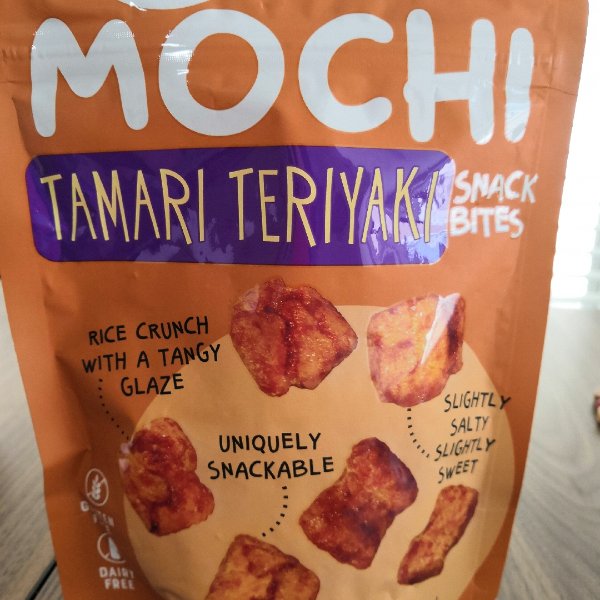 MOCHI
TAMARI TERIYAKI
SNACK
BITES
RICE CRUNCH
WITH A TANGY
GLAZE
SLIGHTLY
SALTY
SLIGHTLY
SWEET
UNIQUELY
SNACKABLE
DAIRY
FREE